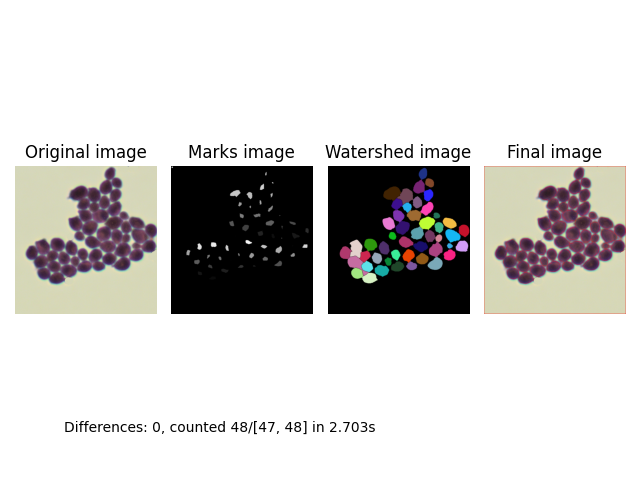 Original image
Marks image
Watershed image
Final image
Differences: 0, counted 48/[47, 48] in 2.703s